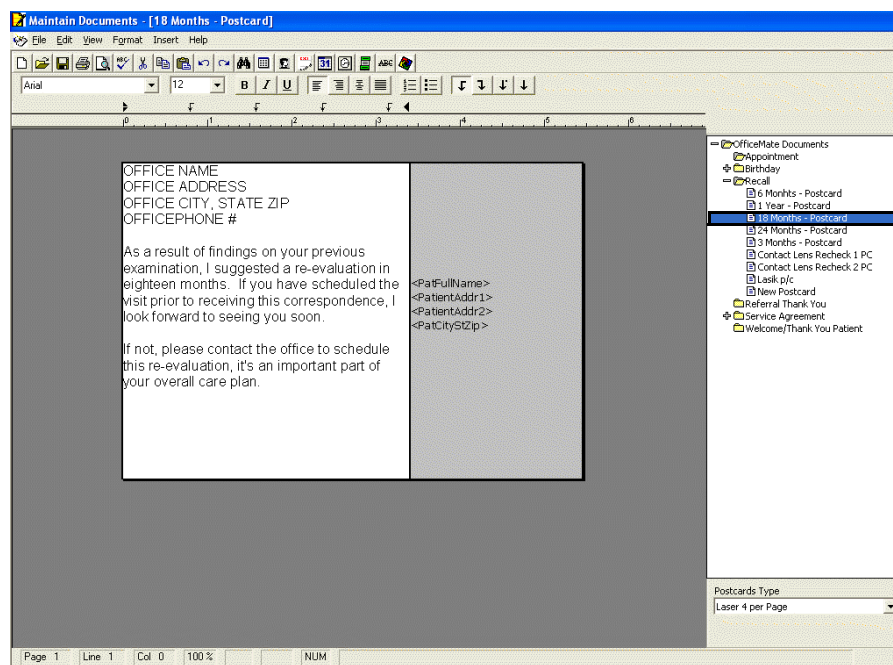 Maintain Documents - [18 Months - Postcard]
File Edit View Format Insert Help
Arial 12 B I U
0 1 2 3 4 5 6
OFFICE NAME
OFFICE ADDRESS
OFFICE CITY, STATE ZIP
OFFICEPHONE #
As a result of findings on your previous
examination, I suggested a re-evaluation in
eighteen months.  If you have scheduled the
visit prior to receiving this correspondence, I
look forward to seeing you soon.
If not, please contact the office to schedule
this re-evaluation, it's an important part of
your overall care plan.
<PatFullName>
<PatientAddr1>
<PatientAddr2>
<PatCityStZip>
OfficeMate Documents
Appointment
Birthday
Recall
6 Monhts - Postcard
1 Year - Postcard
18 Months - Postcard
24 Months - Postcard
3 Months - Postcard
Contact Lens Recheck 1 PC
Contact Lens Recheck 2 PC
Lasik p/c
New Postcard
Referral Thank You
Service Agreement
Welcome/Thank You Patient
Postcards Type
Laser 4 per Page
Page 1 Line 1 Col 0 100 % NUM